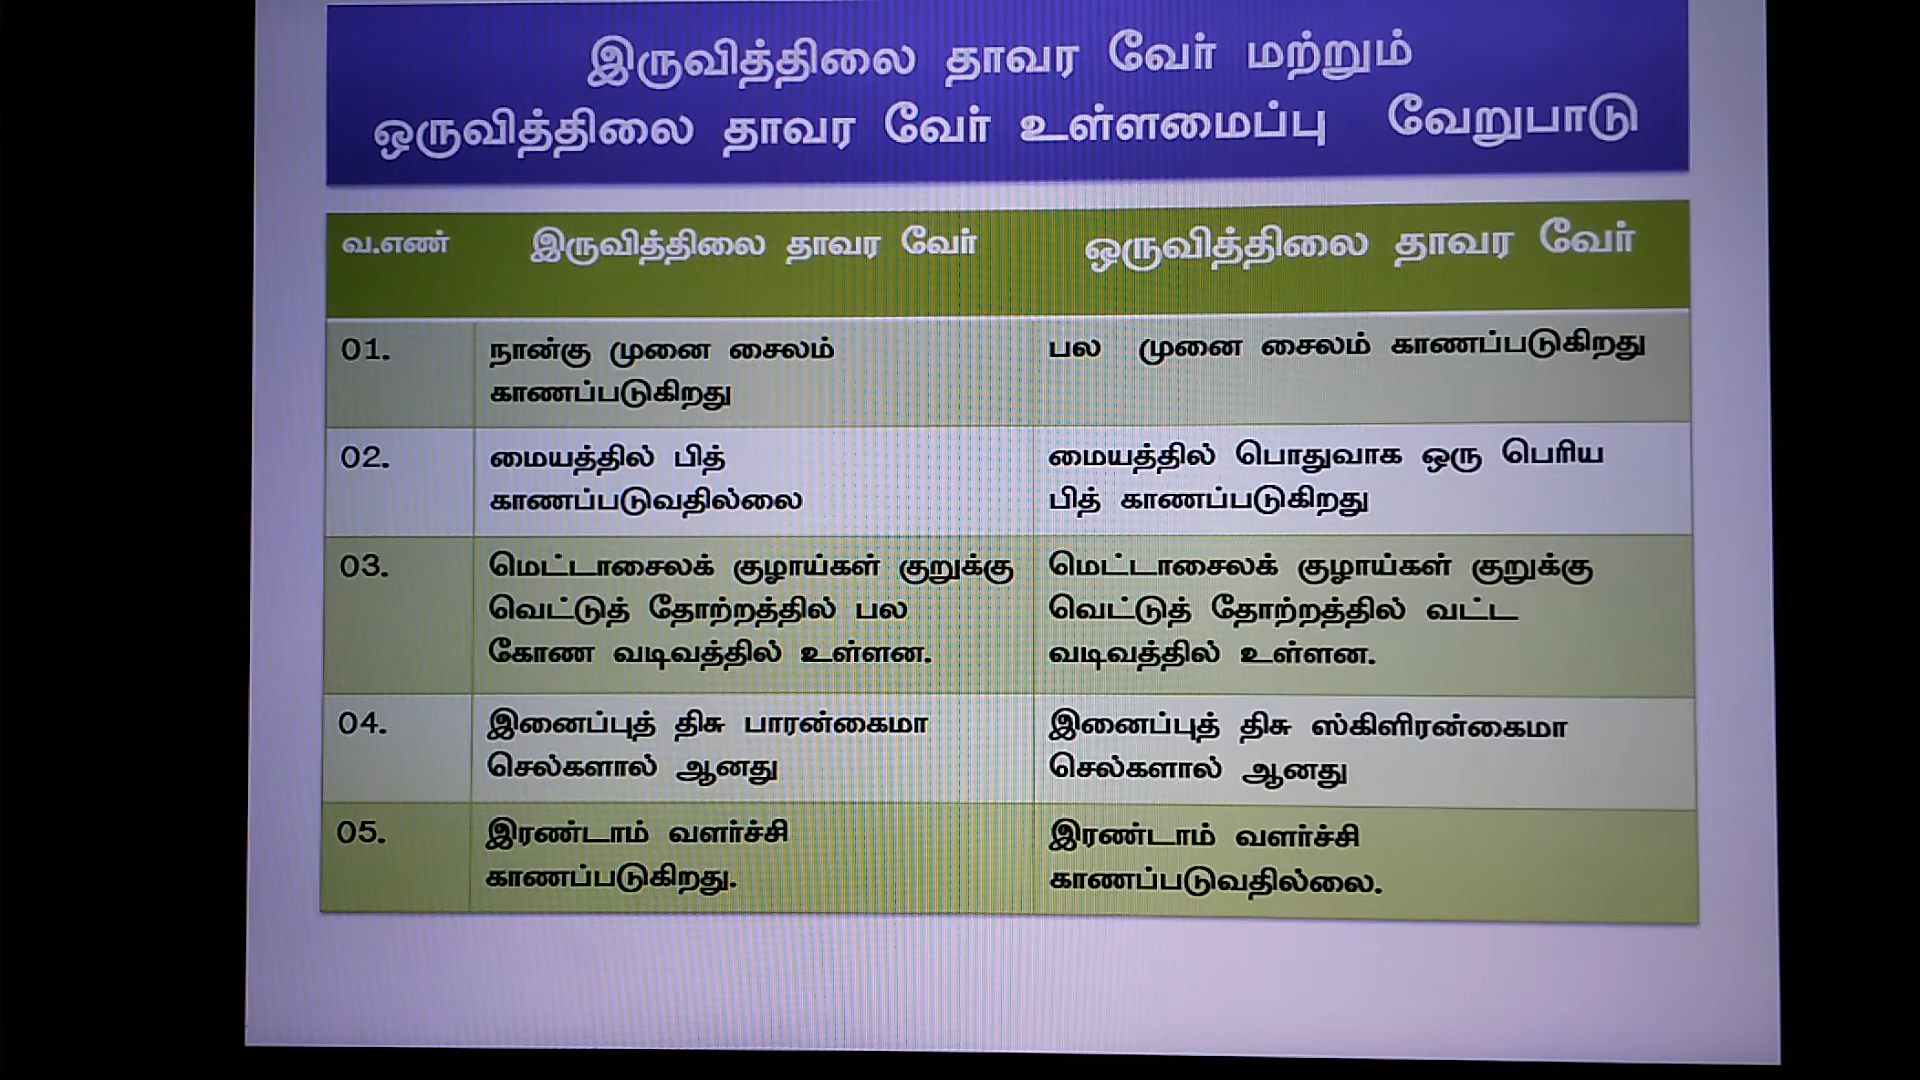 இருவித்திலை தாவர வேர் மற்றும்
ஒருவித்திலை தாவர வேர் உள்ளமைப்பு வேறுபாடு
வ.எண் இருவித்திலை தாவர வேர் ஒருவித்திலை தாவர வேர்
01. நான்கு முனை சைலம்
காணப்படுகிறது
பல முனை சைலம் காணப்படுகிறது
02. மையத்தில் பித்
காணப்படுவதில்லை
மையத்தில் பொதுவாக ஒரு பெரிய
பித் காணப்படுகிறது
03. மெட்டாசைலக் குழாய்கள் குறுக்கு
வெட்டுத் தோற்றத்தில் பல
கோண வடிவத்தில் உள்ளன.
மெட்டாசைலக் குழாய்கள் குறுக்கு
வெட்டுத் தோற்றத்தில் வட்ட
வடிவத்தில் உள்ளன.
04. இனைப்புத் திசு பாரன்கைமா
செல்களால் ஆனது
இனைப்புத் திசு ஸ்கிளிரன்கைமா
செல்களால் ஆனது
05. இரண்டாம் வளர்ச்சி
காணப்படுகிறது.
இரண்டாம் வளர்ச்சி
காணப்படுவதில்லை.